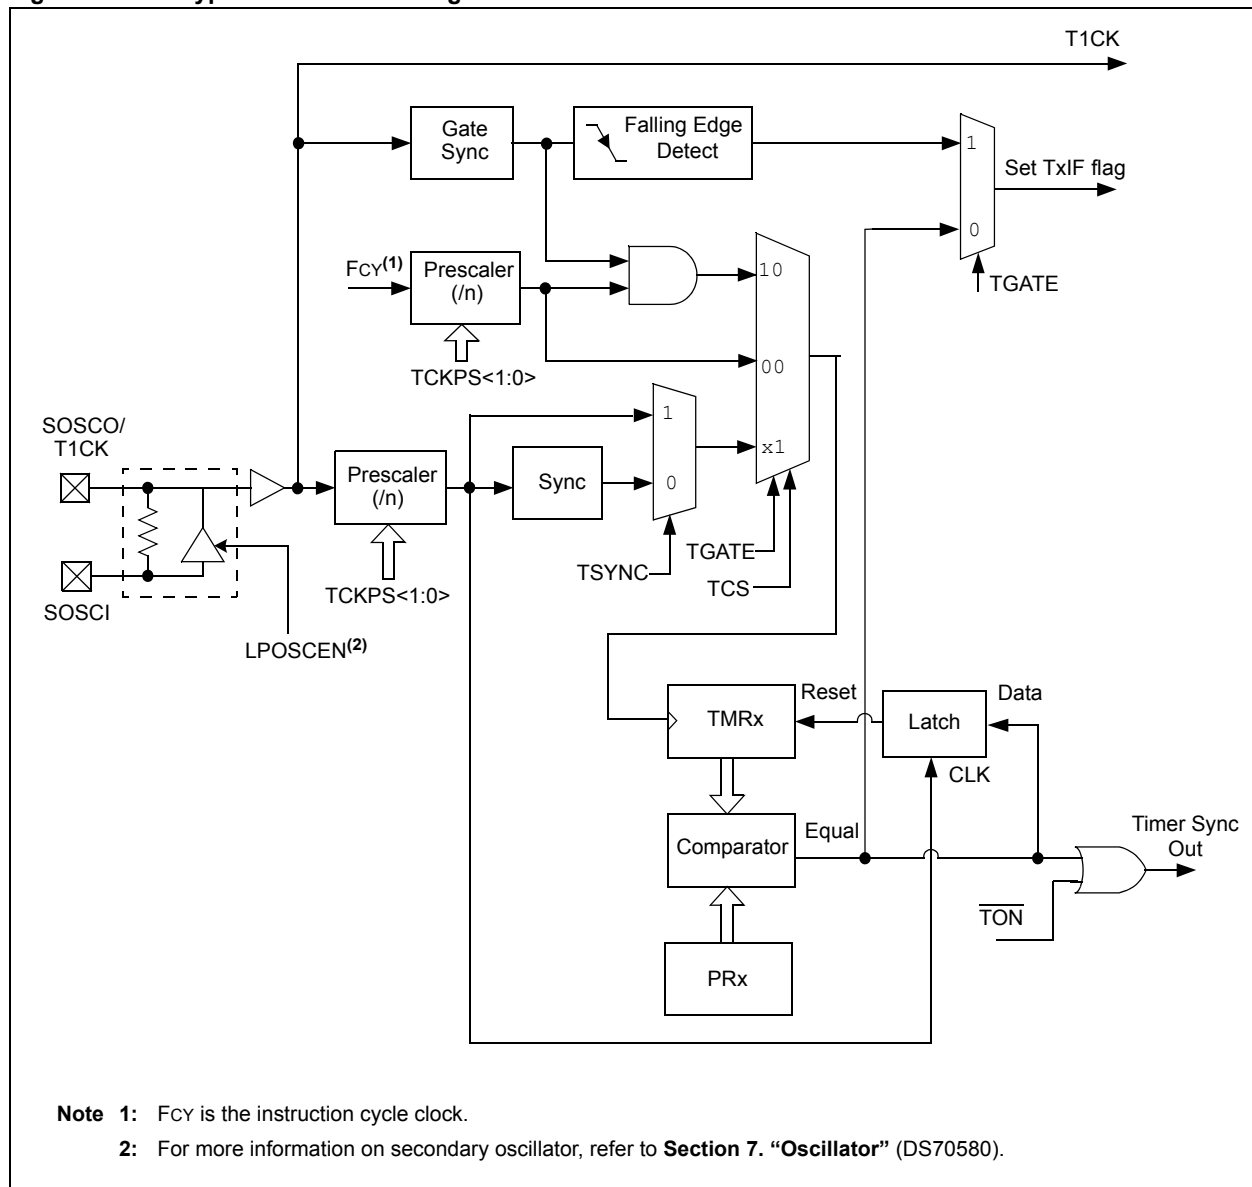 T1CK
Gate
Sync
Falling Edge
Detect
1
Set TxIF flag
0
TGATE
FCY(1)
Prescaler
(/n)
10
00
TCKPS<1:0>
SOSCO/
T1CK
1
x1
Prescaler
(/n)
Sync
0
TGATE
TSYNC
TCS
TCKPS<1:0>
SOSCI
LPOSCEN(2)
Reset
Data
TMRx
Latch
CLK
Equal
Timer Sync
Out
Comparator
TON
PRx
Note 1: FCY is the instruction cycle clock.
2: For more information on secondary oscillator, refer to Section 7. “Oscillator” (DS70580).